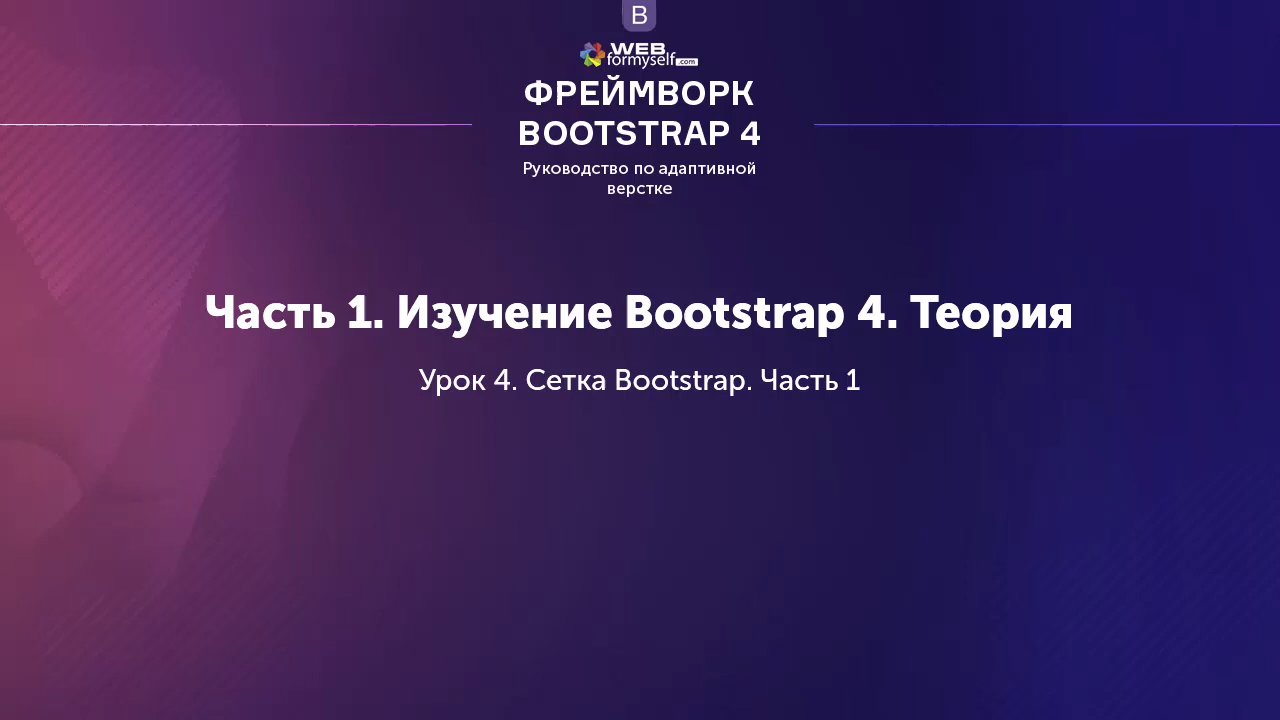 B
WEB
formyself.com
ФРЕЙМВОРК
BOOTSTRAP 4
Руководство по адаптивной
верстке
Часть 1. Изучение Bootstrap 4. Теория
Урок 4. Сетка Bootstrap. Часть 1